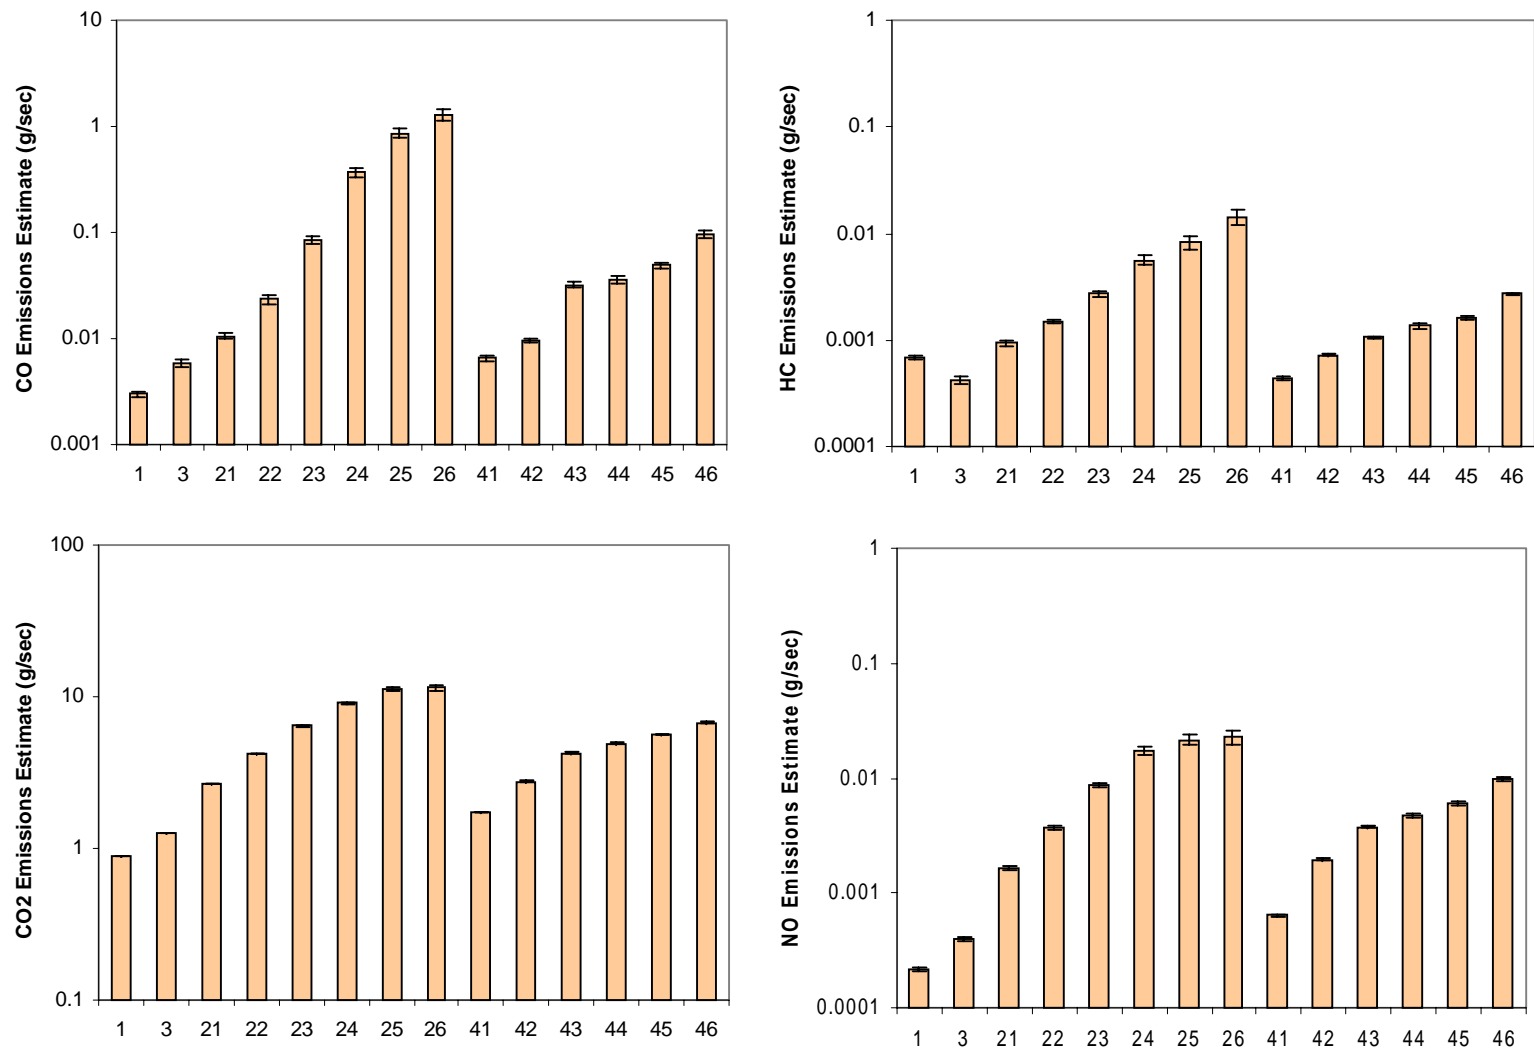 CO Emissions Estimate (g/sec)
10
1
0.1
0.01
0.001
1 3 21 22 23 24 25 26 41 42 43 44 45 46
HC Emissions Estimate (g/sec)
1
0.1
0.01
0.001
0.0001
1 3 21 22 23 24 25 26 41 42 43 44 45 46
CO2 Emissions Estimate (g/sec)
100
10
1
0.1
1 3 21 22 23 24 25 26 41 42 43 44 45 46
NO Emissions Estimate (g/sec)
1
0.1
0.01
0.001
0.0001
1 3 21 22 23 24 25 26 41 42 43 44 45 46